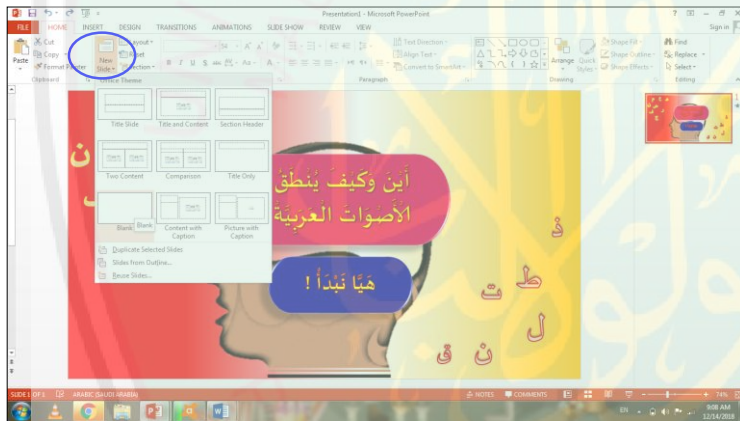 Presentation1 - Microsoft PowerPoint
FILE HOME INSERT DESIGN TRANSITIONS ANIMATIONS SLIDE SHOW REVIEW VIEW Sign in
Cut
Copy
Format Painter
Paste
Clipboard
New
Slide
Layout
Reset
Section
Paragraph
Text Direction
Align Text
Convert to SmartArt
Arrange
Quick
Styles
Shape Fill
Shape Outline
Shape Effects
Drawing
Find
Replace
Select
Editing
Office Theme
Title Slide Title and Content Section Header
Two Content Comparison Title Only
Blank Blank Content with Caption Picture with Caption
Duplicate Selected Slides
Slides from Outline...
Reuse Slides...
أَيْنَ وَكَيْفَ يُنْطَقُ
الْأَصْوَاتُ الْعَرَبِيَّةُ
هَيَّا نَبْدَأْ !
ن
ذ
ط
ت
ل
ن
ق
1
SLIDE 1 OF 1 ARABIC (SAUDI ARABIA) NOTES COMMENTS 74%
EN 9:08 AM
12/14/2018